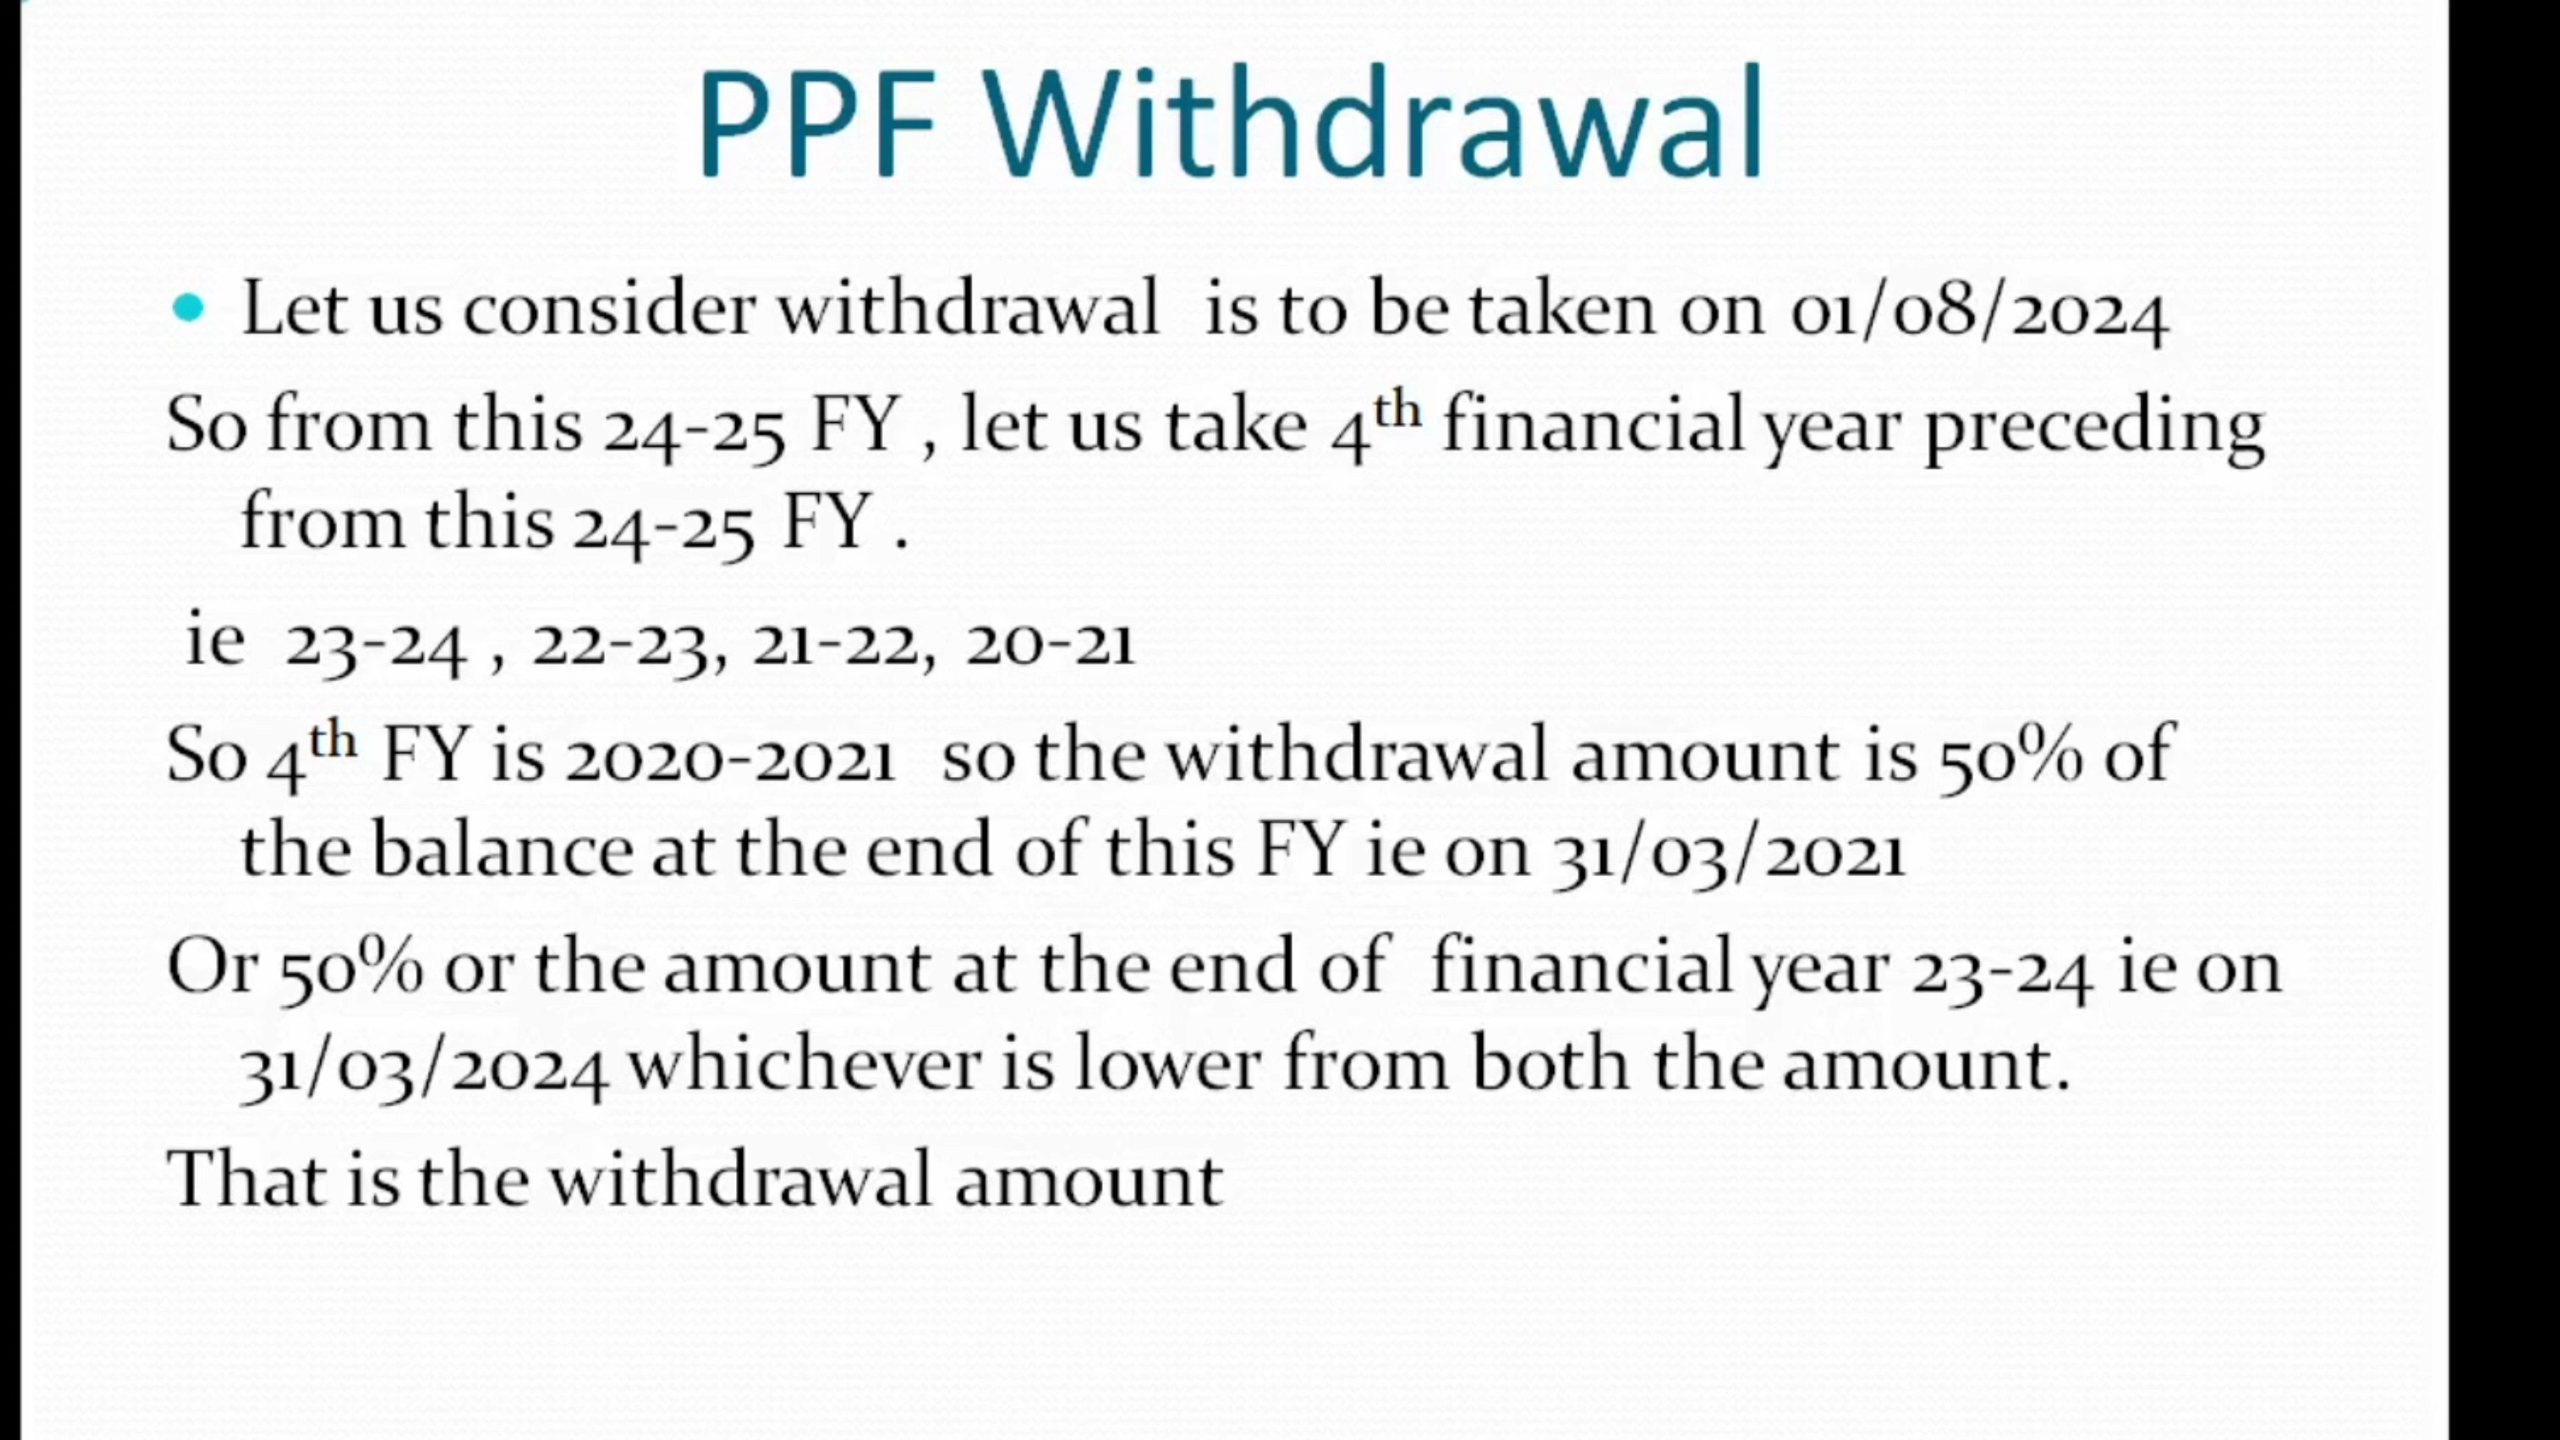 PPF Withdrawal
• Let us consider withdrawal is to be taken on 01/08/2024
So from this 24-25 FY , let us take 4th financial year preceding
from this 24-25 FY .
ie 23-24 , 22-23, 21-22, 20-21
So 4th FY is 2020-2021 so the withdrawal amount is 50% of
the balance at the end of this FY ie on 31/03/2021
Or 50% or the amount at the end of financial year 23-24 ie on
31/03/2024 whichever is lower from both the amount.
That is the withdrawal amount